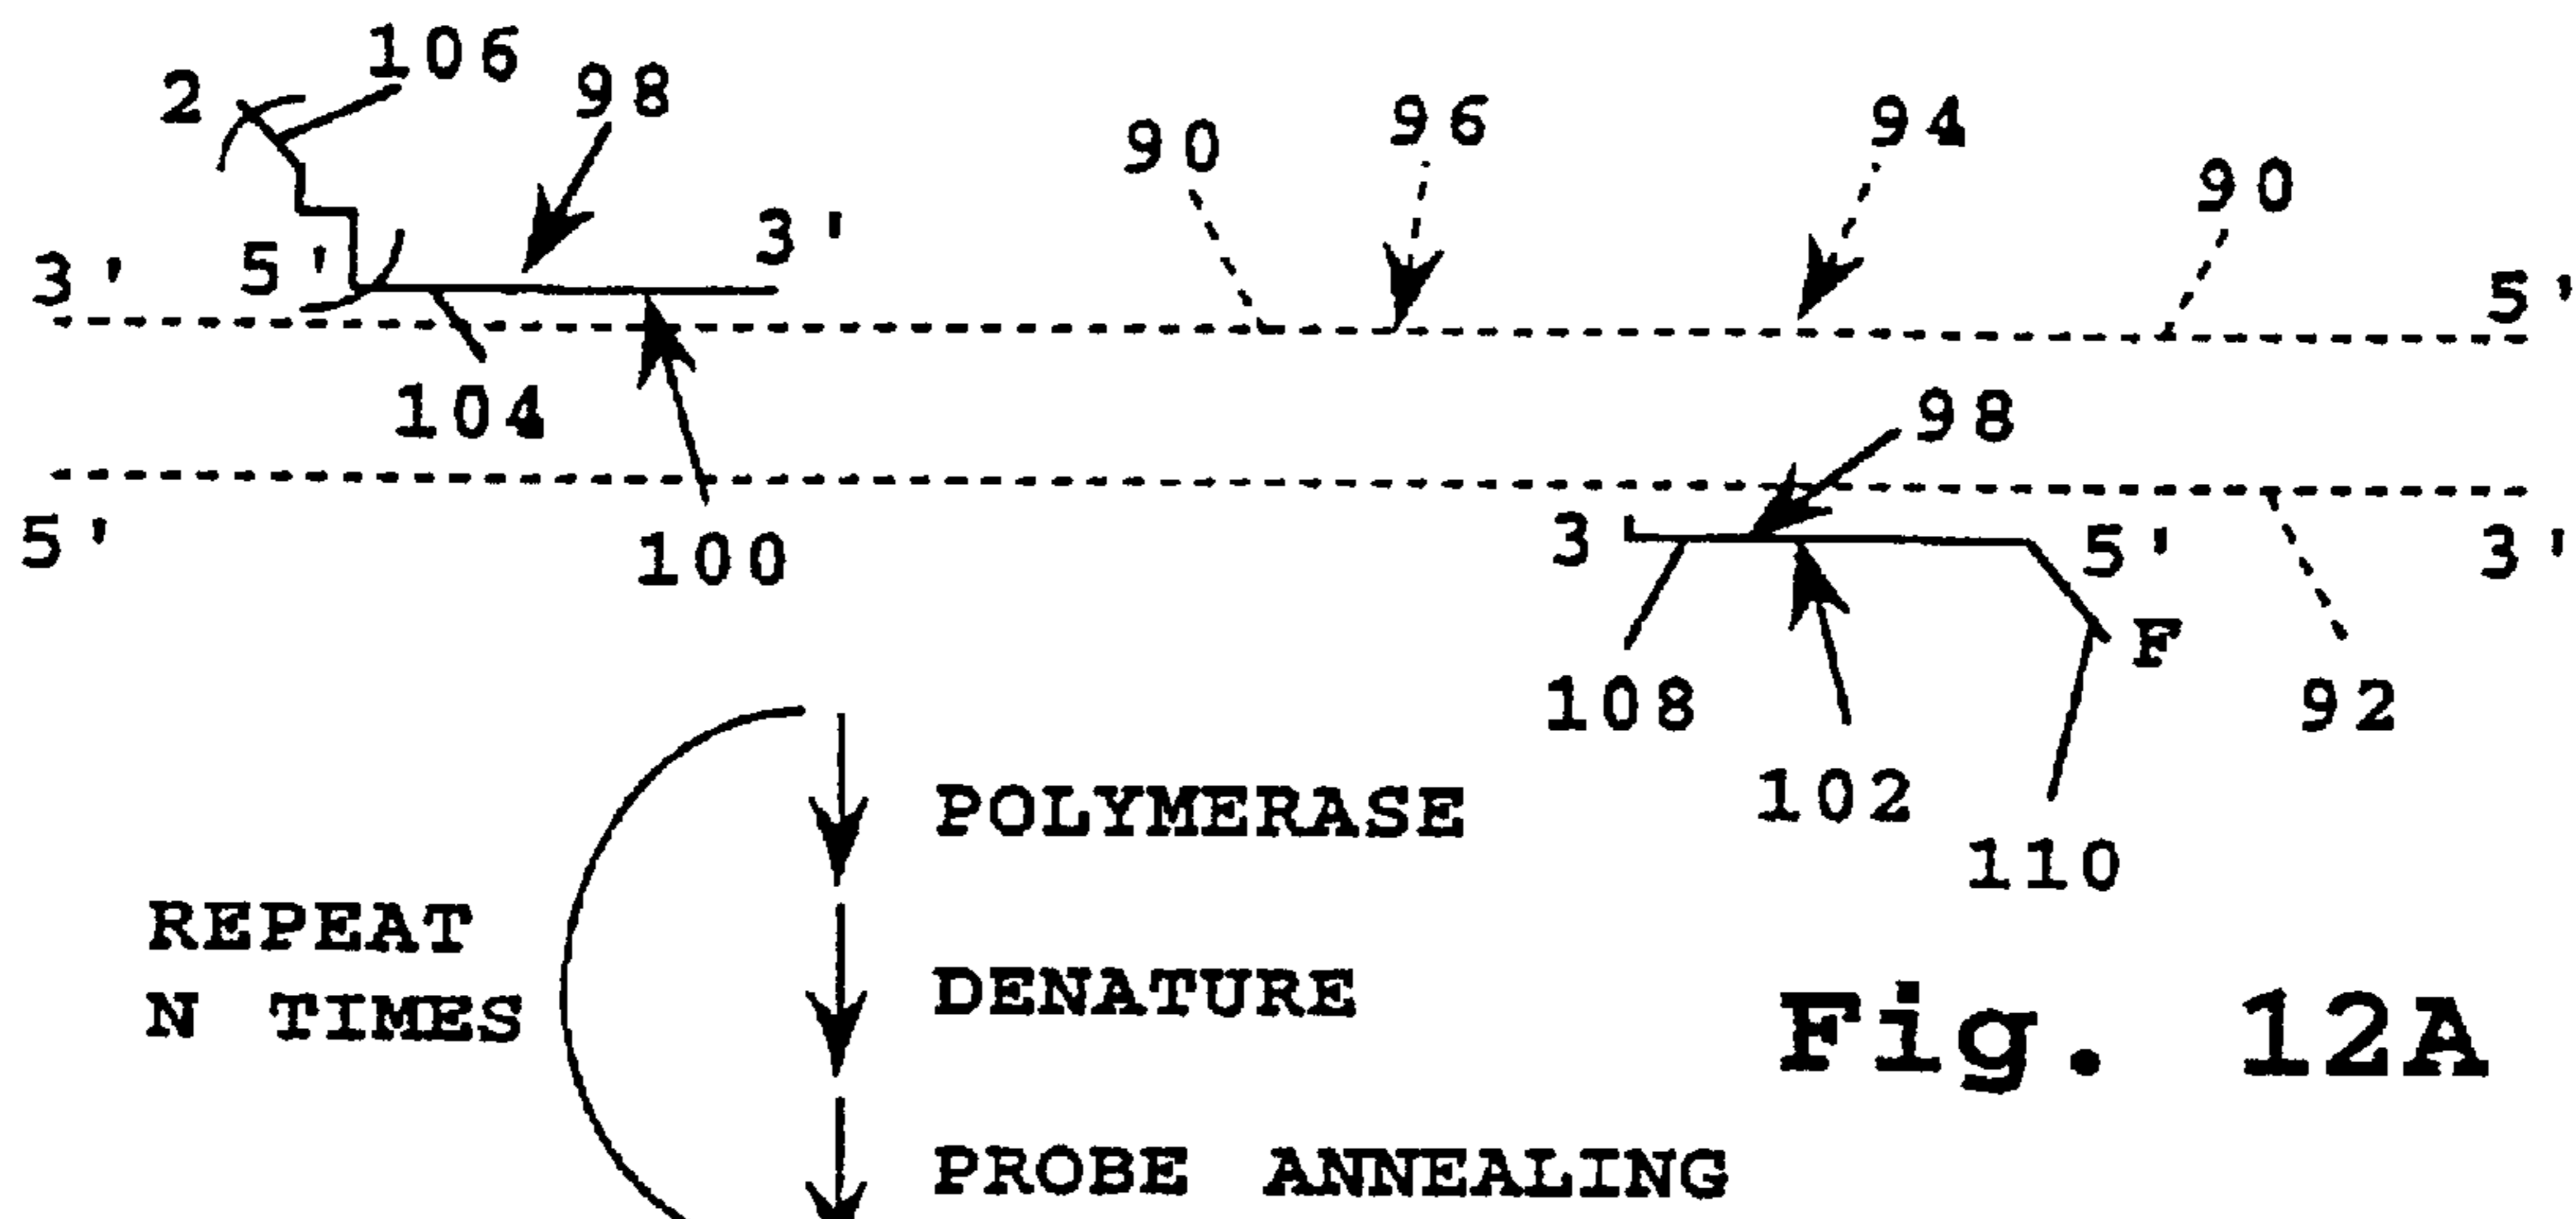 2 106 98
90 96 94 90
3' 5' 3' 5'
104 98
5' 100 3 5' 3'
F
108 102 110 92
POLYMERASE
REPEAT
N TIMES
DENATURE
Fig. 12A
PROBE ANNEALING